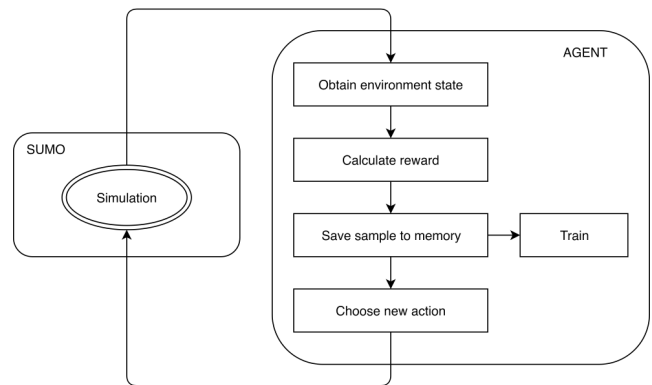 AGENT
Obtain environment state
Calculate reward
SUMO
Simulation
Save sample to memory
Train
Choose new action